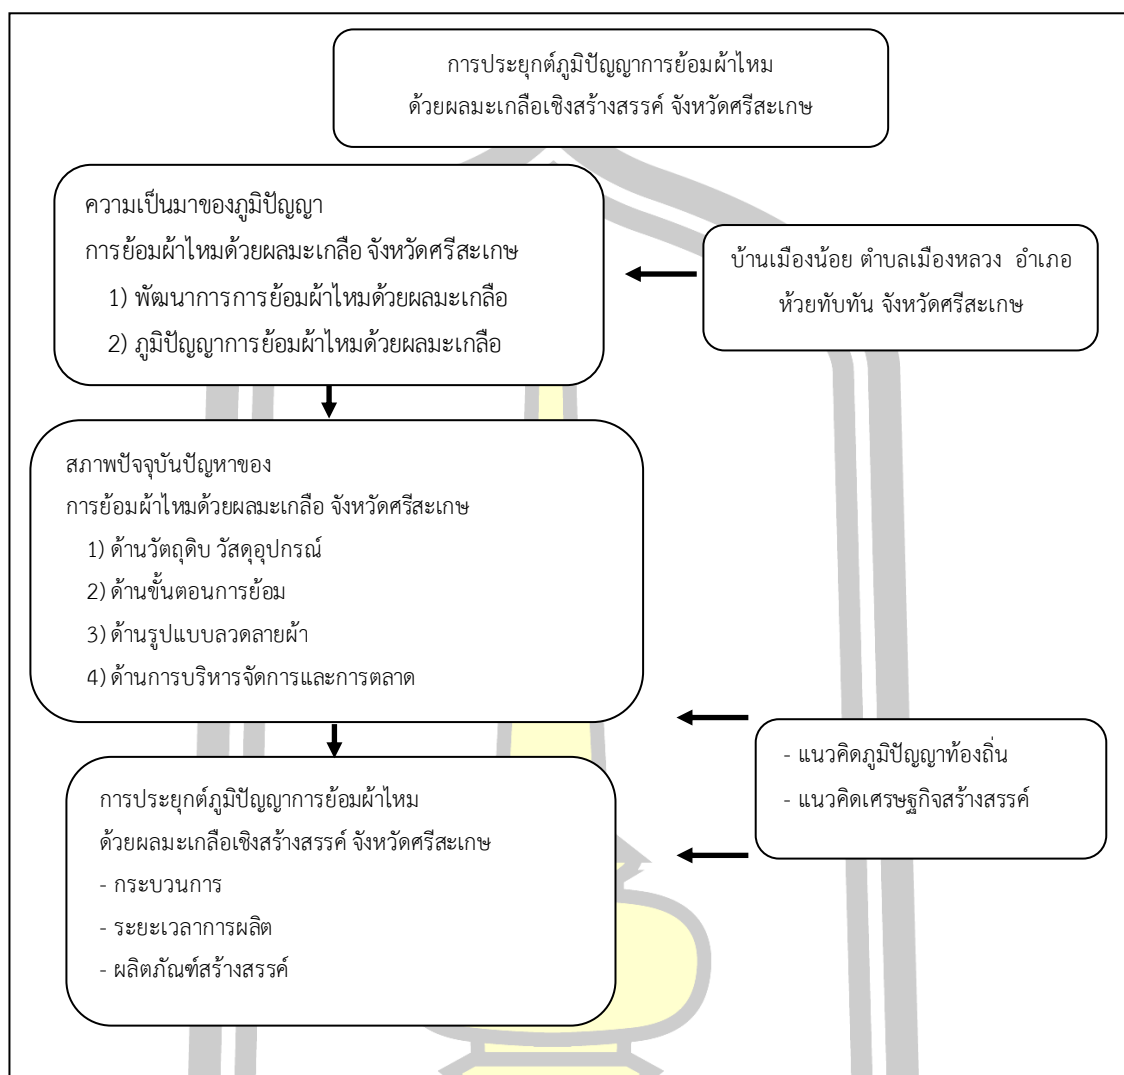 การประยุกต์ภูมิปัญญาการย้อมผ้าไหม
ด้วยผลมะเกลือเชิงสร้างสรรค์ จังหวัดศรีสะเกษ
ความเป็นมาของภูมิปัญญา
การย้อมผ้าไหมด้วยผลมะเกลือ จังหวัดศรีสะเกษ
1) พัฒนาการการย้อมผ้าไหมด้วยผลมะเกลือ
2) ภูมิปัญญาการย้อมผ้าไหมด้วยผลมะเกลือ
บ้านเมืองน้อย ตำบลเมืองหลวง อำเภอ
ห้วยทับทัน จังหวัดศรีสะเกษ
สภาพปัจจุบันปัญหาของ
การย้อมผ้าไหมด้วยผลมะเกลือ จังหวัดศรีสะเกษ
1) ด้านวัตถุดิบ วัสดุอุปกรณ์
2) ด้านขั้นตอนการย้อม
3) ด้านรูปแบบลวดลายผ้า
4) ด้านการบริหารจัดการและการตลาด
- แนวคิดภูมิปัญญาท้องถิ่น
- แนวคิดเศรษฐกิจสร้างสรรค์
การประยุกต์ภูมิปัญญาการย้อมผ้าไหม
ด้วยผลมะเกลือเชิงสร้างสรรค์ จังหวัดศรีสะเกษ
- กระบวนการ
- ระยะเวลาการผลิต
- ผลิตภัณฑ์สร้างสรรค์